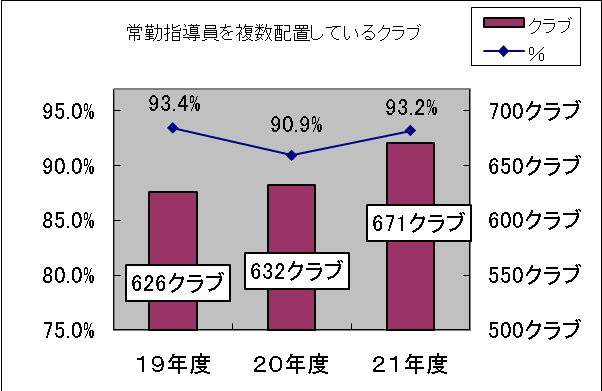 常勤指導員を複数配置しているクラブ
クラブ
%
95.0%
90.0%
85.0%
80.0%
75.0%
93.4%
90.9%
93.2%
626クラブ
632クラブ
671クラブ
700クラブ
650クラブ
600クラブ
550クラブ
500クラブ
19年度
20年度
21年度